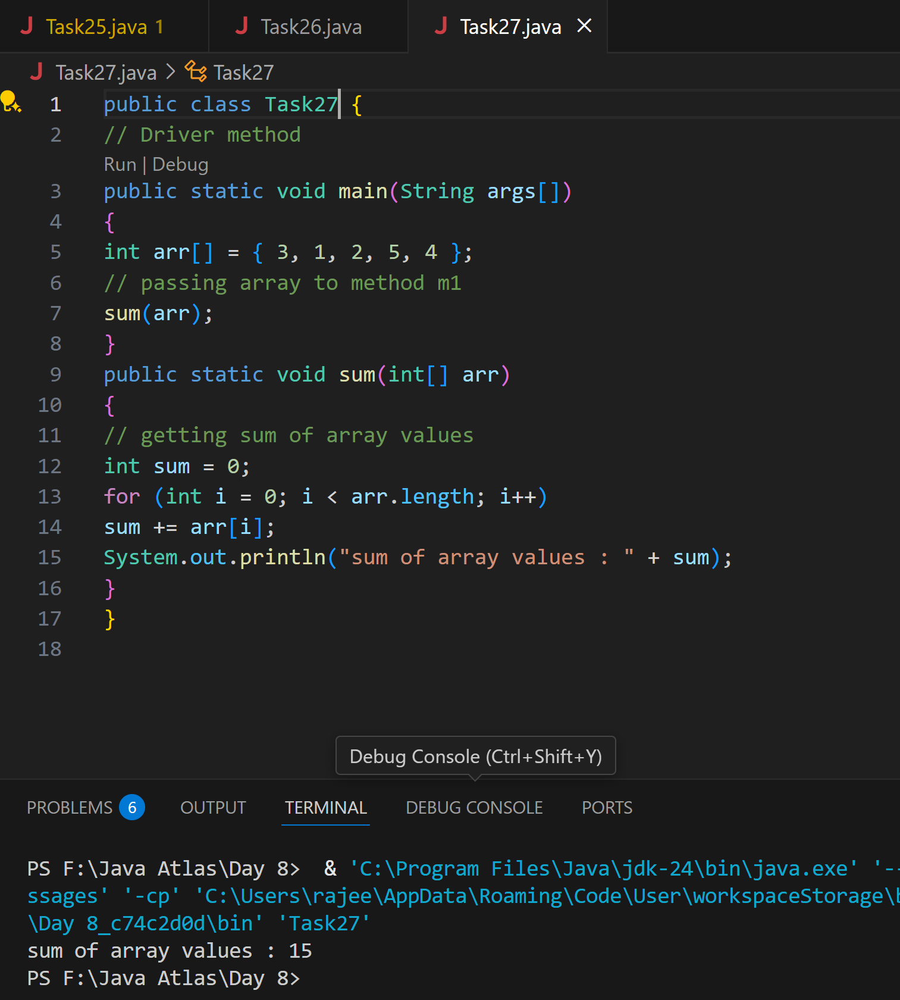 Task25.java 1 Task26.java Task27.java
Task27.java > Task27
1 public class Task27 {
2 // Driver method
Run | Debug
3 public static void main(String args[])
4 {
5 int arr[] = { 3, 1, 2, 5, 4 };
6 // passing array to method m1
7 sum(arr);
8 }
9 public static void sum(int[] arr)
10 {
11 // getting sum of array values
12 int sum = 0;
13 for (int i = 0; i < arr.length; i++)
14 sum += arr[i];
15 System.out.println("sum of array values : " + sum);
16 }
17 }
18
Debug Console (Ctrl+Shift+Y)
PROBLEMS 6 OUTPUT TERMINAL DEBUG CONSOLE PORTS
PS F:\Java Atlas\Day 8>  & 'C:\Program Files\Java\jdk-24\bin\java.exe' '--
ssages' '-cp' 'C:\Users\rajee\AppData\Roaming\Code\User\workspaceStorage\
\Day 8_c74c2d0d\bin' 'Task27'
sum of array values : 15
PS F:\Java Atlas\Day 8>